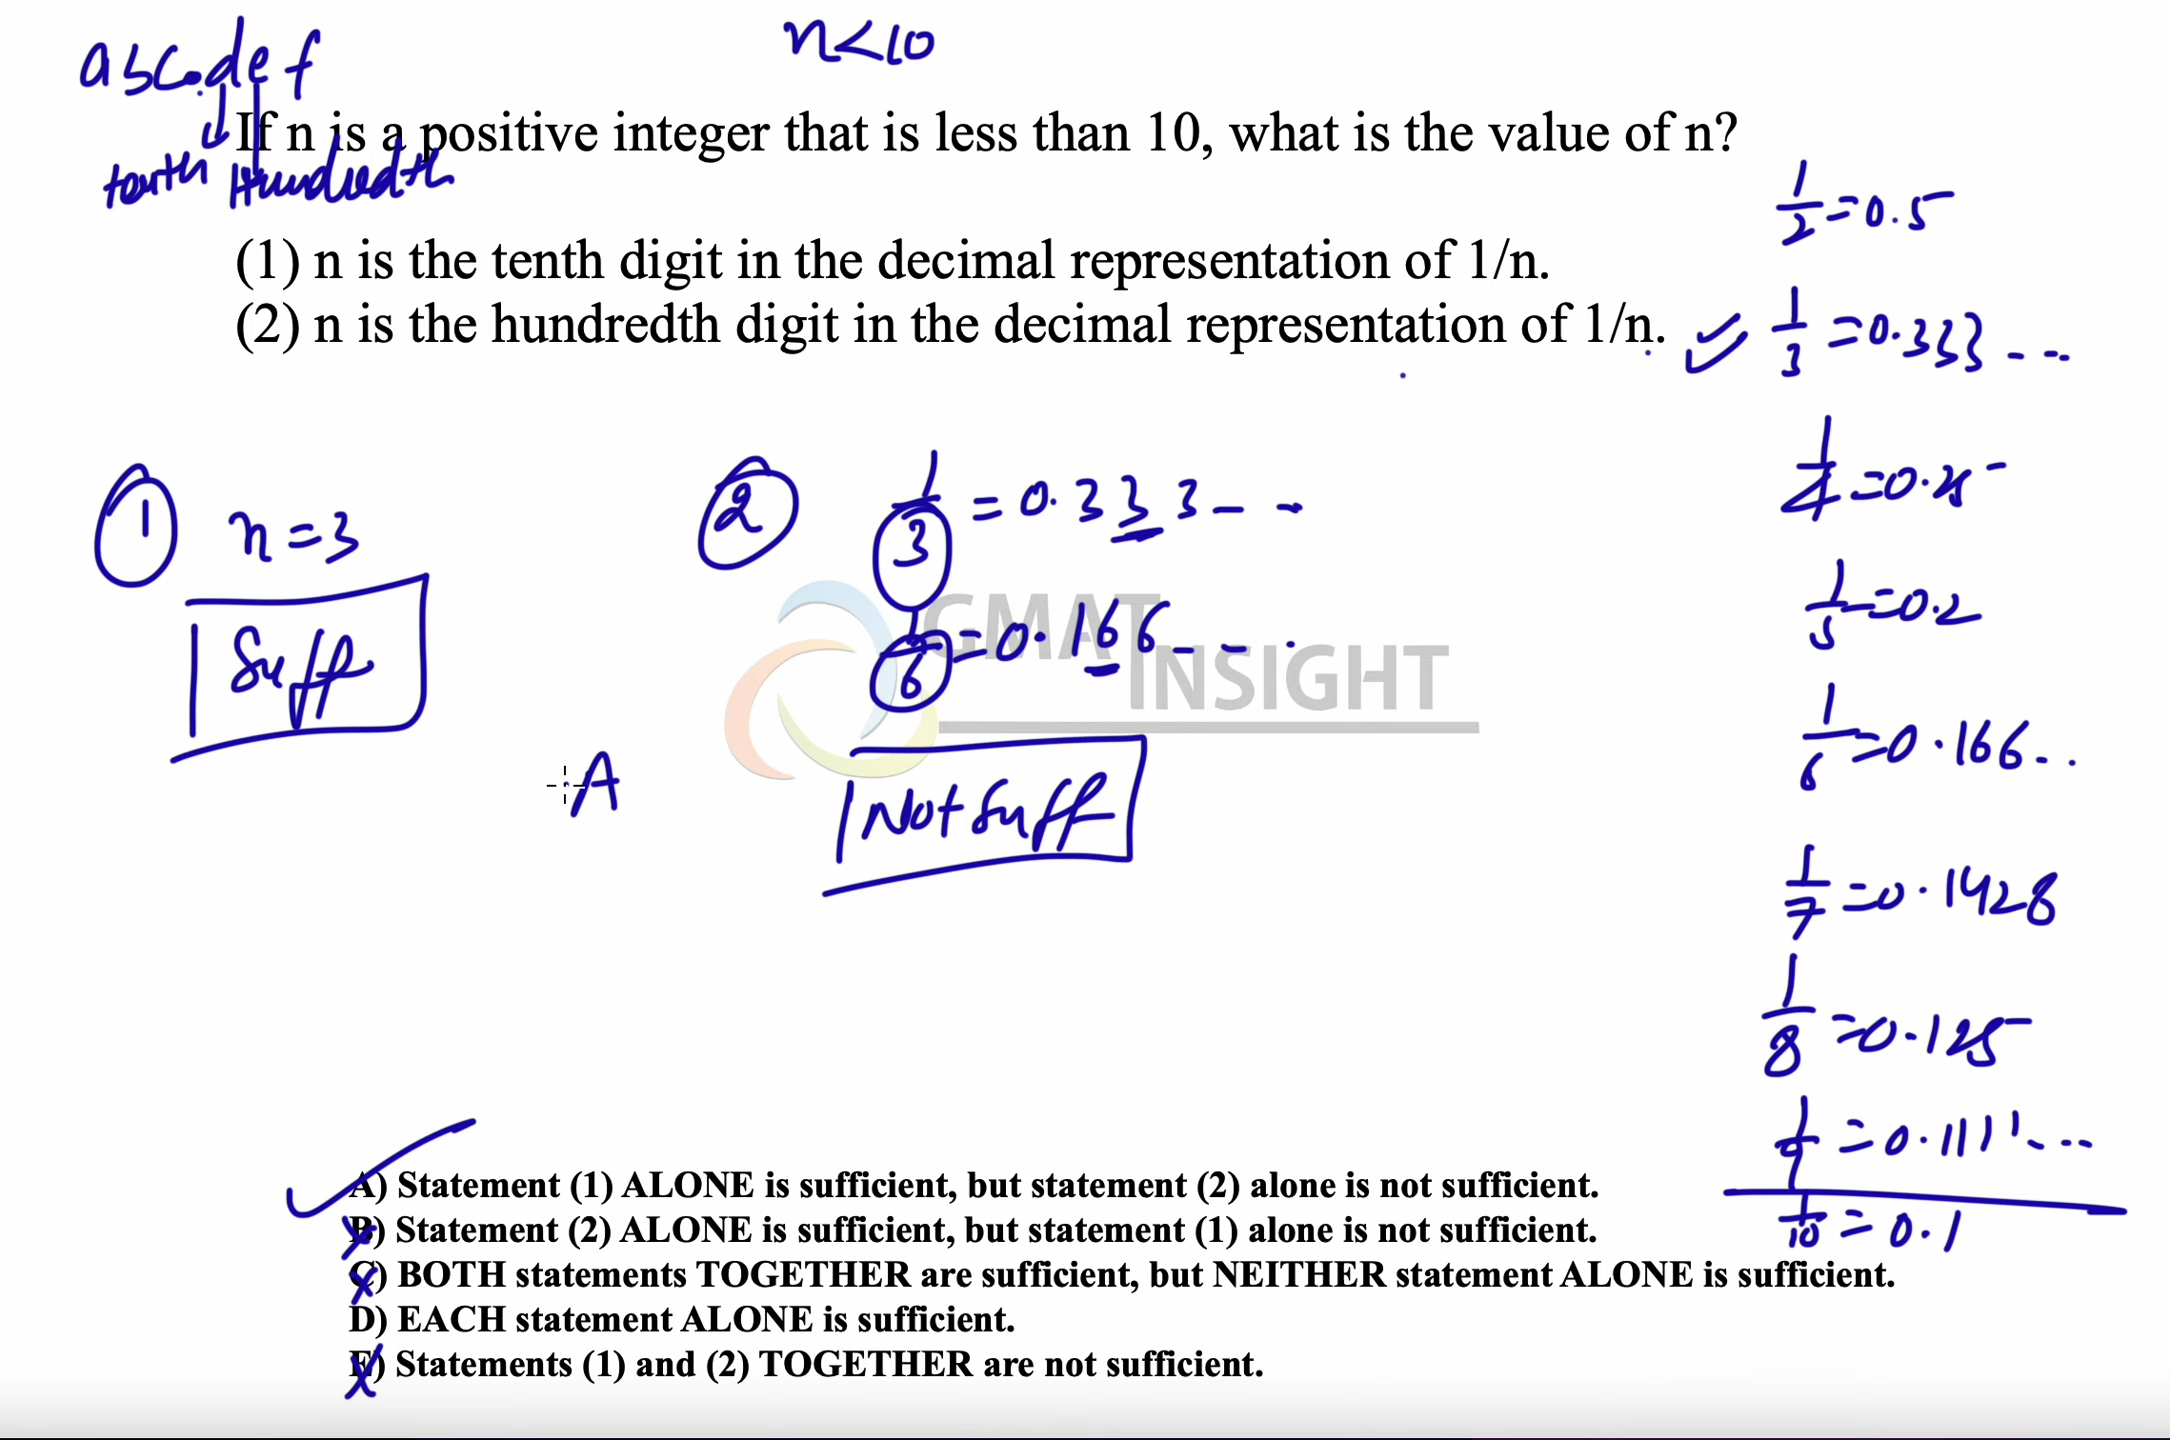 abc.def
n<10
If n is a positive integer that is less than 10, what is the value of n?
tenth Hundredth
(1) n is the tenth digit in the decimal representation of 1/n.
(2) n is the hundredth digit in the decimal representation of 1/n.
1/2 = 0.5
1/3 = 0.333 - --
1/4 = 0.25
1/5 = 0.2
1/6 = 0.166- .
1/7 = 0.1428
1/8 = 0.125
1/9 = 0.1111- --
1/10 = 0.1
1 n=3
Suff
2 1/3 = 0.333 - -
1/6 = 0.166 - - .
Not Suff
A
GMAT
INSIGHT
A) Statement (1) ALONE is sufficient, but statement (2) alone is not sufficient.
B) Statement (2) ALONE is sufficient, but statement (1) alone is not sufficient.
C) BOTH statements TOGETHER are sufficient, but NEITHER statement ALONE is sufficient.
D) EACH statement ALONE is sufficient.
E) Statements (1) and (2) TOGETHER are not sufficient.